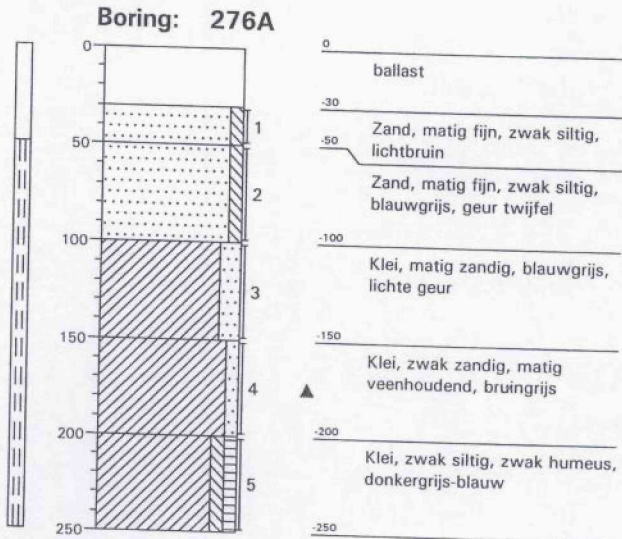 Boring: 276A
0
50
100
150
200
250
1
2
3
4
5
0
ballast
-30
Zand, matig fijn, zwak siltig,
lichtbruin
-50
Zand, matig fijn, zwak siltig,
blauwgrijs, geur twijfel
-100
Klei, matig zandig, blauwgrijs,
lichte geur
-150
Klei, zwak zandig, matig
veenhoudend, bruingrijs
-200
Klei, zwak siltig, zwak humeus,
donkergrijs-blauw
-250